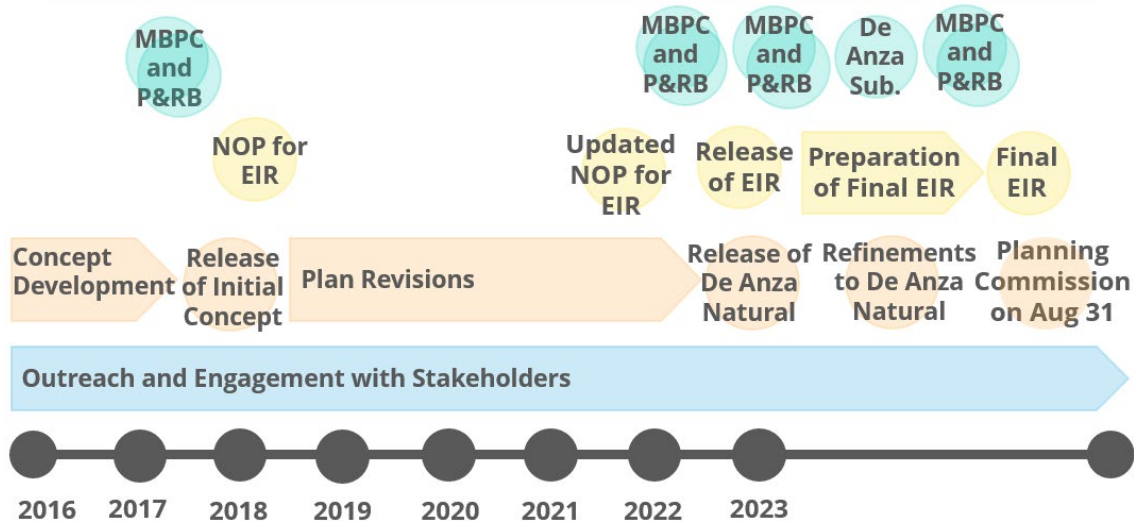 MBPC
and
P&RB
MBPC
and
P&RB
MBPC
and
P&RB
De
Anza
Sub.
MBPC
and
P&RB
NOP for
EIR
Updated
NOP for
EIR
Release
of EIR
Preparation
of Final EIR
Final
EIR
Concept
Development
Release
of Initial
Concept
Plan Revisions
Release of
De Anza
Natural
Refinements
to De Anza
Natural
Planning
Commission
on Aug 31
Outreach and Engagement with Stakeholders
2016
2017
2018
2019
2020
2021
2022
2023